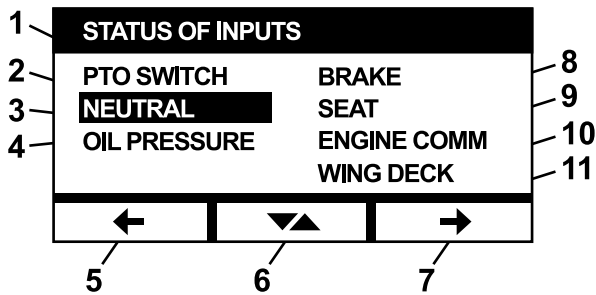 1 STATUS OF INPUTS
2 PTO SWITCH BRAKE 8
3 NEUTRAL SEAT 9
4 OIL PRESSURE ENGINE COMM 10
WING DECK 11
5 6 7